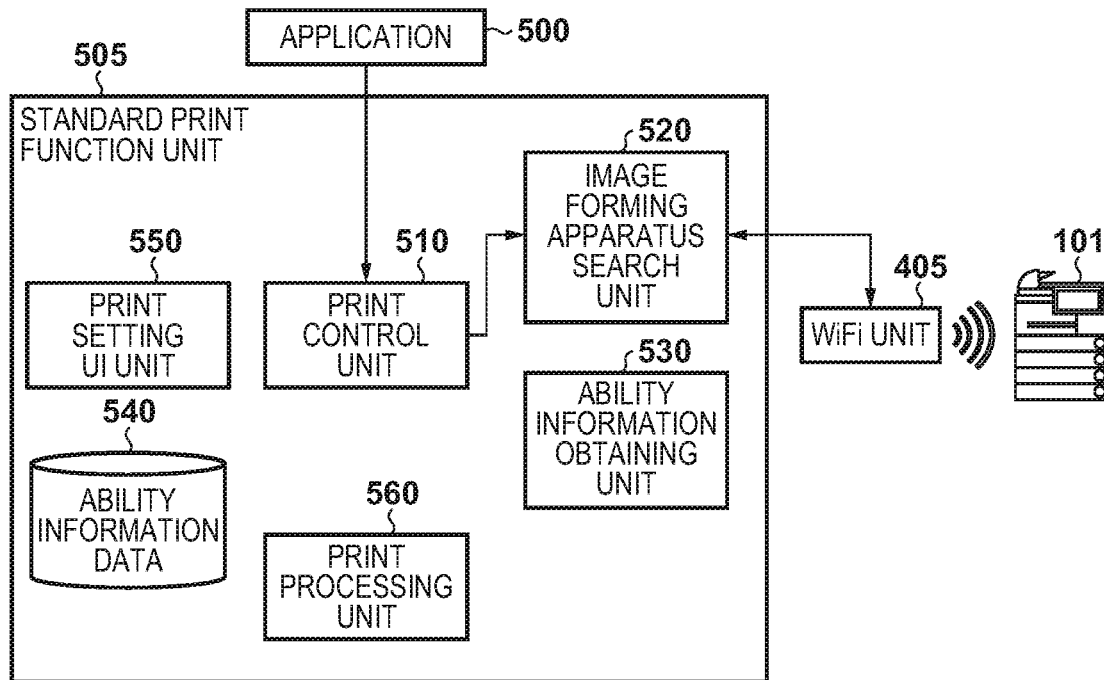 APPLICATION
500
505
STANDARD PRINT
FUNCTION UNIT
520
IMAGE
FORMING
APPARATUS
SEARCH
UNIT
550
PRINT
SETTING
UI UNIT
510
PRINT
CONTROL
UNIT
405
WiFi UNIT
101
530
ABILITY
INFORMATION
OBTAINING
UNIT
540
ABILITY
INFORMATION
DATA
560
PRINT
PROCESSING
UNIT